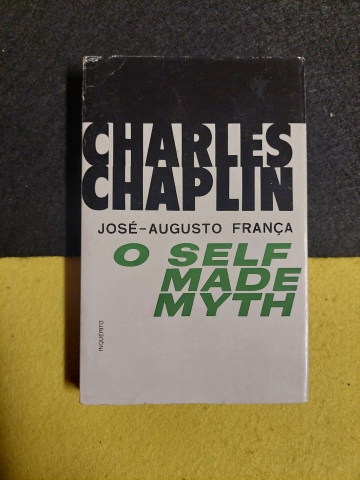 CHARLES
CHAPLIN
JOSÉ-AUGUSTO FRANÇA
O SELF
MADE
MYTH
INQUÉRITO